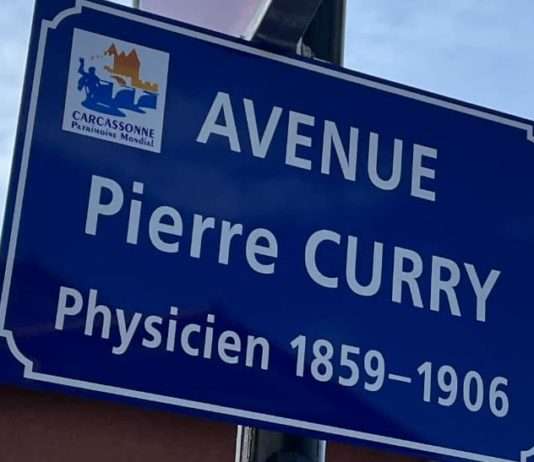 CARCASSONNE
Patrimoine Mondial
AVENUE
Pierre CURRY
Physicien 1859–1906